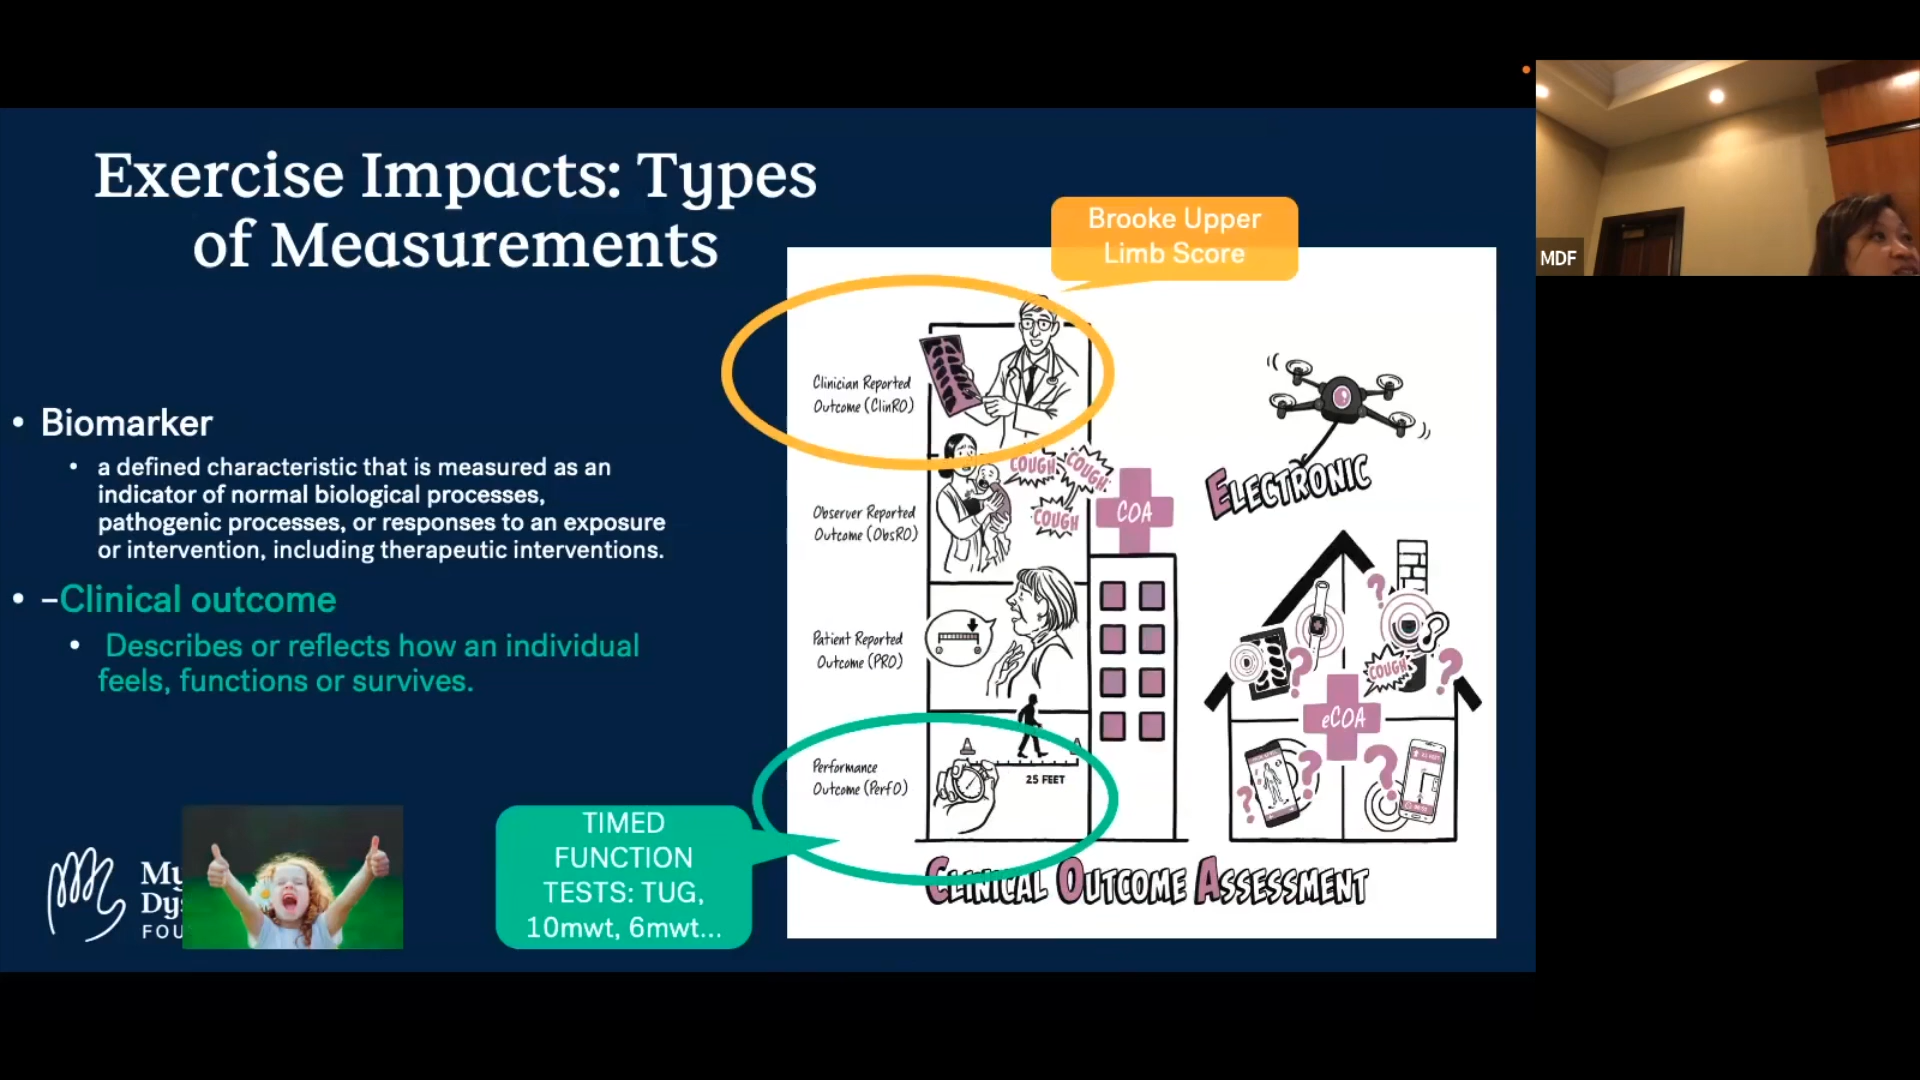 Exercise Impacts: Types
of Measurements
• Biomarker
• a defined characteristic that is measured as an
indicator of normal biological processes,
pathogenic processes, or responses to an exposure
or intervention, including therapeutic interventions.
• –Clinical outcome
• Describes or reflects how an individual
feels, functions or survives.
My
Dys
FOU
TIMED
FUNCTION
TESTS: TUG,
10mwt, 6mwt...
Brooke Upper
Limb Score
Clinician Reported
Outcome (ClinRO)
COUGH
COUGH
COUGH
Observer Reported
Outcome (ObsRO)
COA
Patient Reported
Outcome (PRO)
Performance
Outcome (PerfO)
25 FEET
CLINICAL OUTCOME ASSESSMENT
ELECTRONIC
? ? ? ?
COUGH
eCOA
? ? ?
MDF